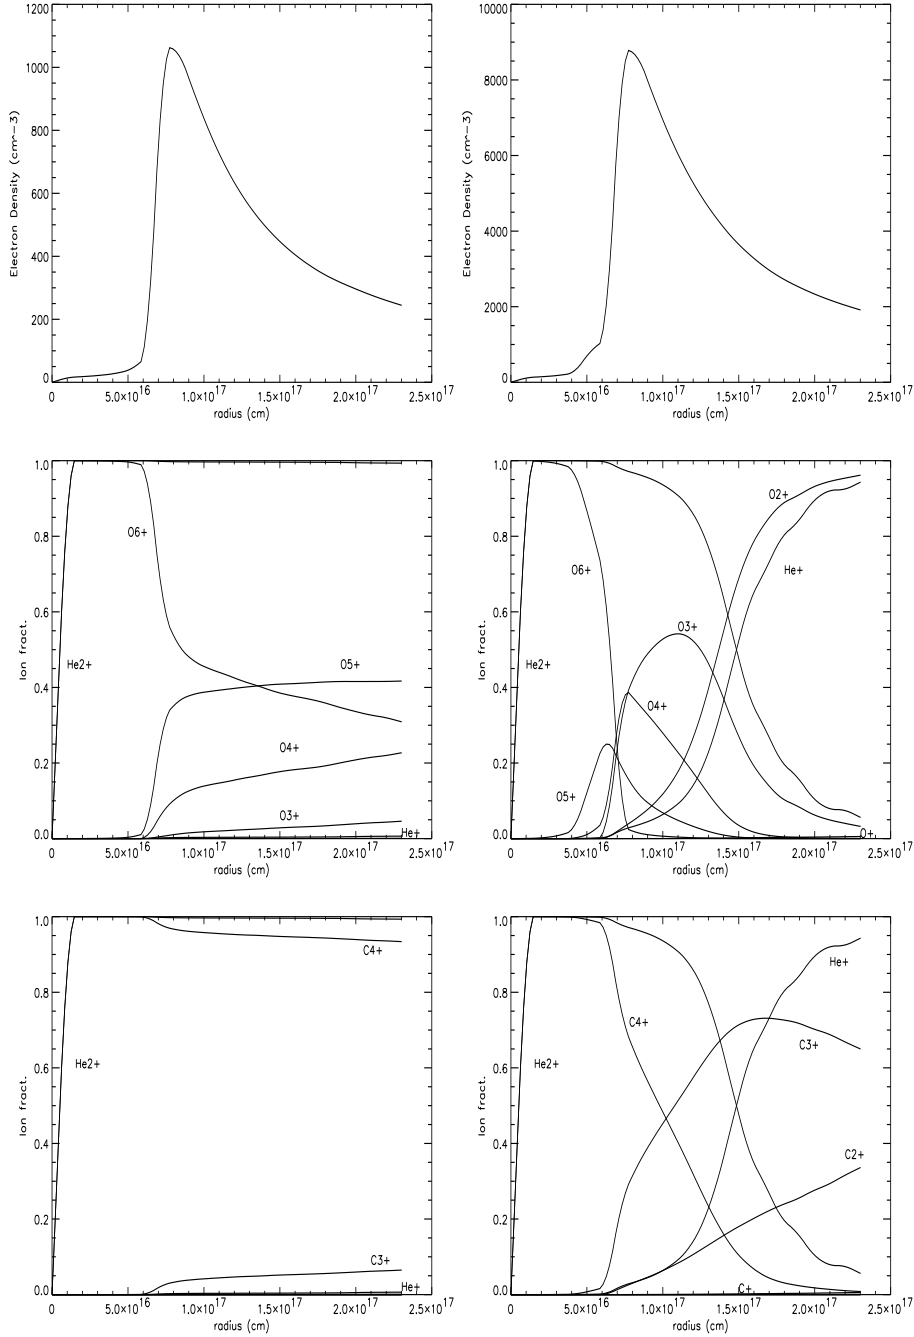 1200
1000
800
600
400
200
0
Electron Density (cm^-3)
0 5.0×10^16 1.0×10^17 1.5×10^17 2.0×10^17 2.5×10^17
radius (cm)
10000
8000
6000
4000
2000
0
Electron Density (cm^-3)
0 5.0×10^16 1.0×10^17 1.5×10^17 2.0×10^17 2.5×10^17
radius (cm)
1.0
0.8
0.6
0.4
0.2
0.0
Ion fract.
O6+
He2+
O5+
O4+
O3+
He+
0 5.0×10^16 1.0×10^17 1.5×10^17 2.0×10^17 2.5×10^17
radius (cm)
1.0
0.8
0.6
0.4
0.2
0.0
Ion fract.
O2+
O6+
He+
O3+
He2+
O4+
O5+
O+
0 5.0×10^16 1.0×10^17 1.5×10^17 2.0×10^17 2.5×10^17
radius (cm)
1.0
0.8
0.6
0.4
0.2
0.0
Ion fract.
C4+
He2+
C3+
He+
0 5.0×10^16 1.0×10^17 1.5×10^17 2.0×10^17 2.5×10^17
radius (cm)
1.0
0.8
0.6
0.4
0.2
0.0
Ion fract.
He+
C4+
C3+
He2+
C2+
C+
0 5.0×10^16 1.0×10^17 1.5×10^17 2.0×10^17 2.5×10^17
radius (cm)